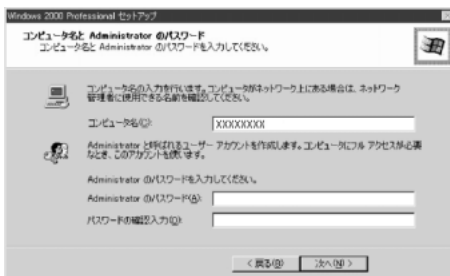 Windows 2000 Professional セットアップ
コンピュータ名と Administrator のパスワード
コンピュータ名と Administrator のパスワードを入力してください。
コンピュータ名の入力を行います。コンピュータがネットワーク上にある場合は、ネットワーク
管理者に使用できる名前を確認してください。
コンピュータ名(C):
XXXXXXXX
Administrator と呼ばれるユーザー アカウントを作成します。コンピュータにフル アクセスが必要
なとき、このアカウントを使います。
Administrator のパスワードを入力してください。
Administrator のパスワード(A):
パスワードの確認入力(O):
< 戻る(B)
次へ(N) >